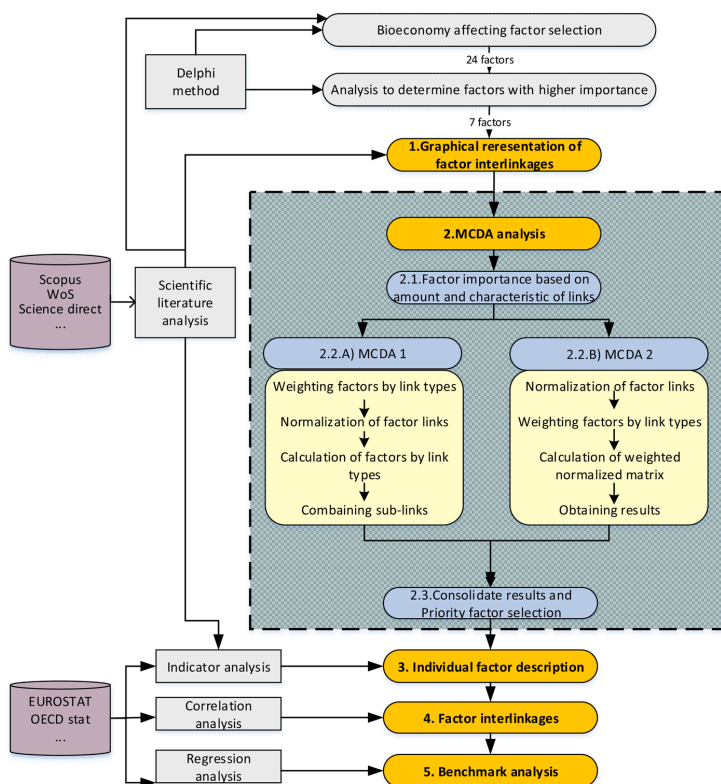 Bioeconomy affecting factor selection
24 factors
Delphi
method
Analysis to determine factors with higher importance
7 factors
1.Graphical reresentation of
factor interlinkages
2.MCDA analysis
Scopus
WoS
Science direct
...
Scientific
literature
analysis
2.1.Factor importance based on
amount and characteristic of links
2.2.A) MCDA 1
Weighting factors by link types
Normalization of factor links
Calculation of factors by link
types
Combaining sub-links
2.2.B) MCDA 2
Normalization of factor links
Weighting factors by link types
Calculation of weighted
normalized matrix
Obtaining results
2.3.Consolidate results and
Priority factor selection
EUROSTAT
OECD stat
...
Indicator analysis
3. Individual factor description
Correlation
analysis
4. Factor interlinkages
Regression
analysis
5. Benchmark analysis